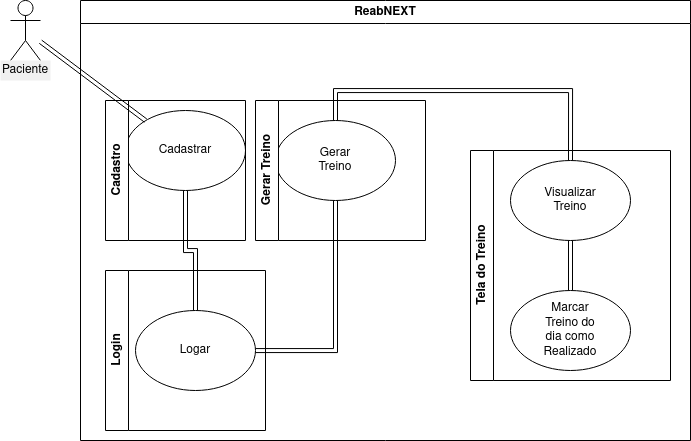 ReabNEXT
Paciente
Cadastro
Cadastrar
Gerar Treino
Gerar
Treino
Tela do Treino
Visualizar
Treino
Marcar
Treino do
dia como
Realizado
Login
Logar